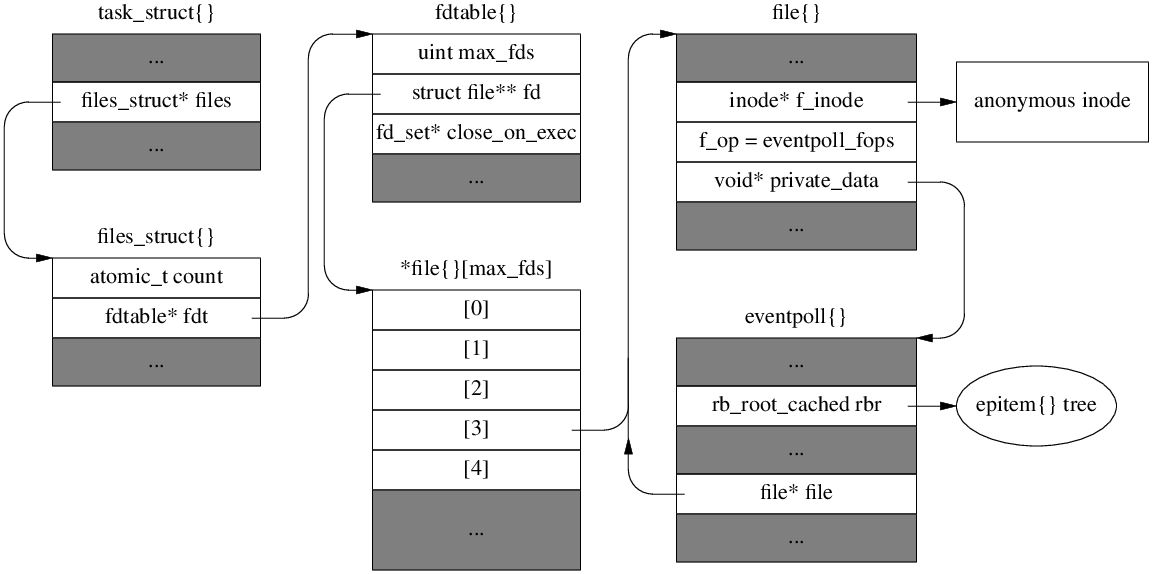 task_struct{}
...
files_struct* files
...
files_struct{}
atomic_t count
fdtable* fdt
...
fdtable{}
uint max_fds
struct file** fd
fd_set* close_on_exec
...
*file{}[max_fds]
[0]
[1]
[2]
[3]
[4]
...
file{}
...
inode* f_inode
f_op = eventpoll_fops
void* private_data
...
anonymous inode
eventpoll{}
...
rb_root_cached rbr
...
file* file
...
epitem{} tree